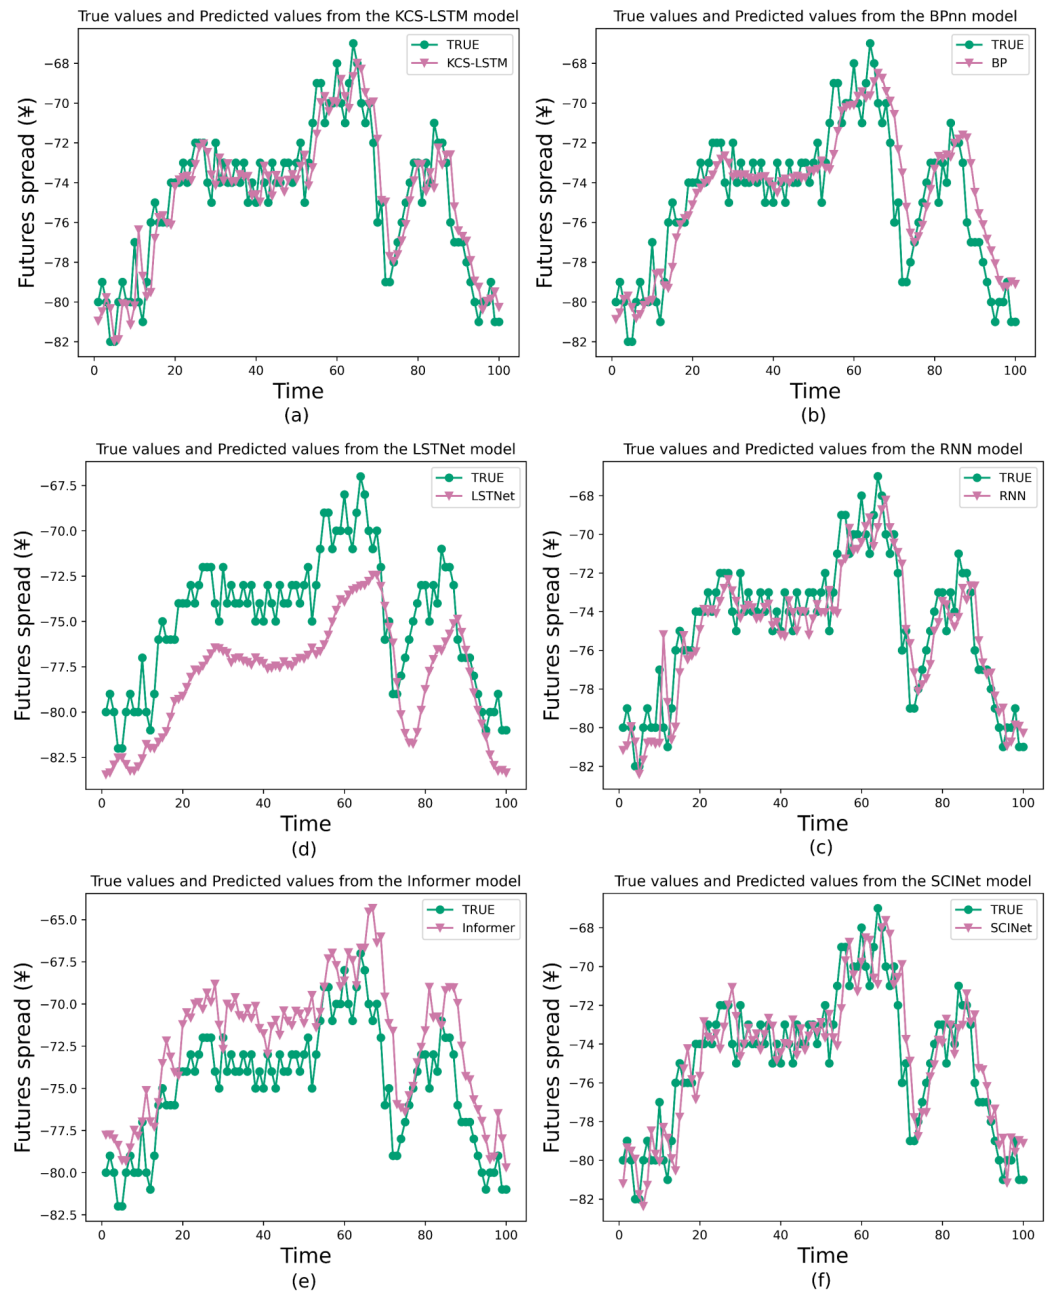 True values and Predicted values from the KCS-LSTM model
TRUE
KCS-LSTM
Futures spread (¥)
−68
−70
−72
−74
−76
−78
−80
−82
0
20
40
60
80
100
Time
(a)
True values and Predicted values from the BPnn model
TRUE
BP
Futures spread (¥)
−68
−70
−72
−74
−76
−78
−80
−82
0
20
40
60
80
100
Time
(b)
True values and Predicted values from the LSTNet model
TRUE
LSTNet
Futures spread (¥)
−67.5
−70.0
−72.5
−75.0
−77.5
−80.0
−82.5
0
20
40
60
80
100
Time
(d)
True values and Predicted values from the RNN model
TRUE
RNN
Futures spread (¥)
−68
−70
−72
−74
−76
−78
−80
−82
0
20
40
60
80
100
Time
(c)
True values and Predicted values from the Informer model
TRUE
Informer
Futures spread (¥)
−65.0
−67.5
−70.0
−72.5
−75.0
−77.5
−80.0
−82.5
0
20
40
60
80
100
Time
(e)
True values and Predicted values from the SCINet model
TRUE
SCINet
Futures spread (¥)
−68
−70
−72
−74
−76
−78
−80
−82
0
20
40
60
80
100
Time
(f)